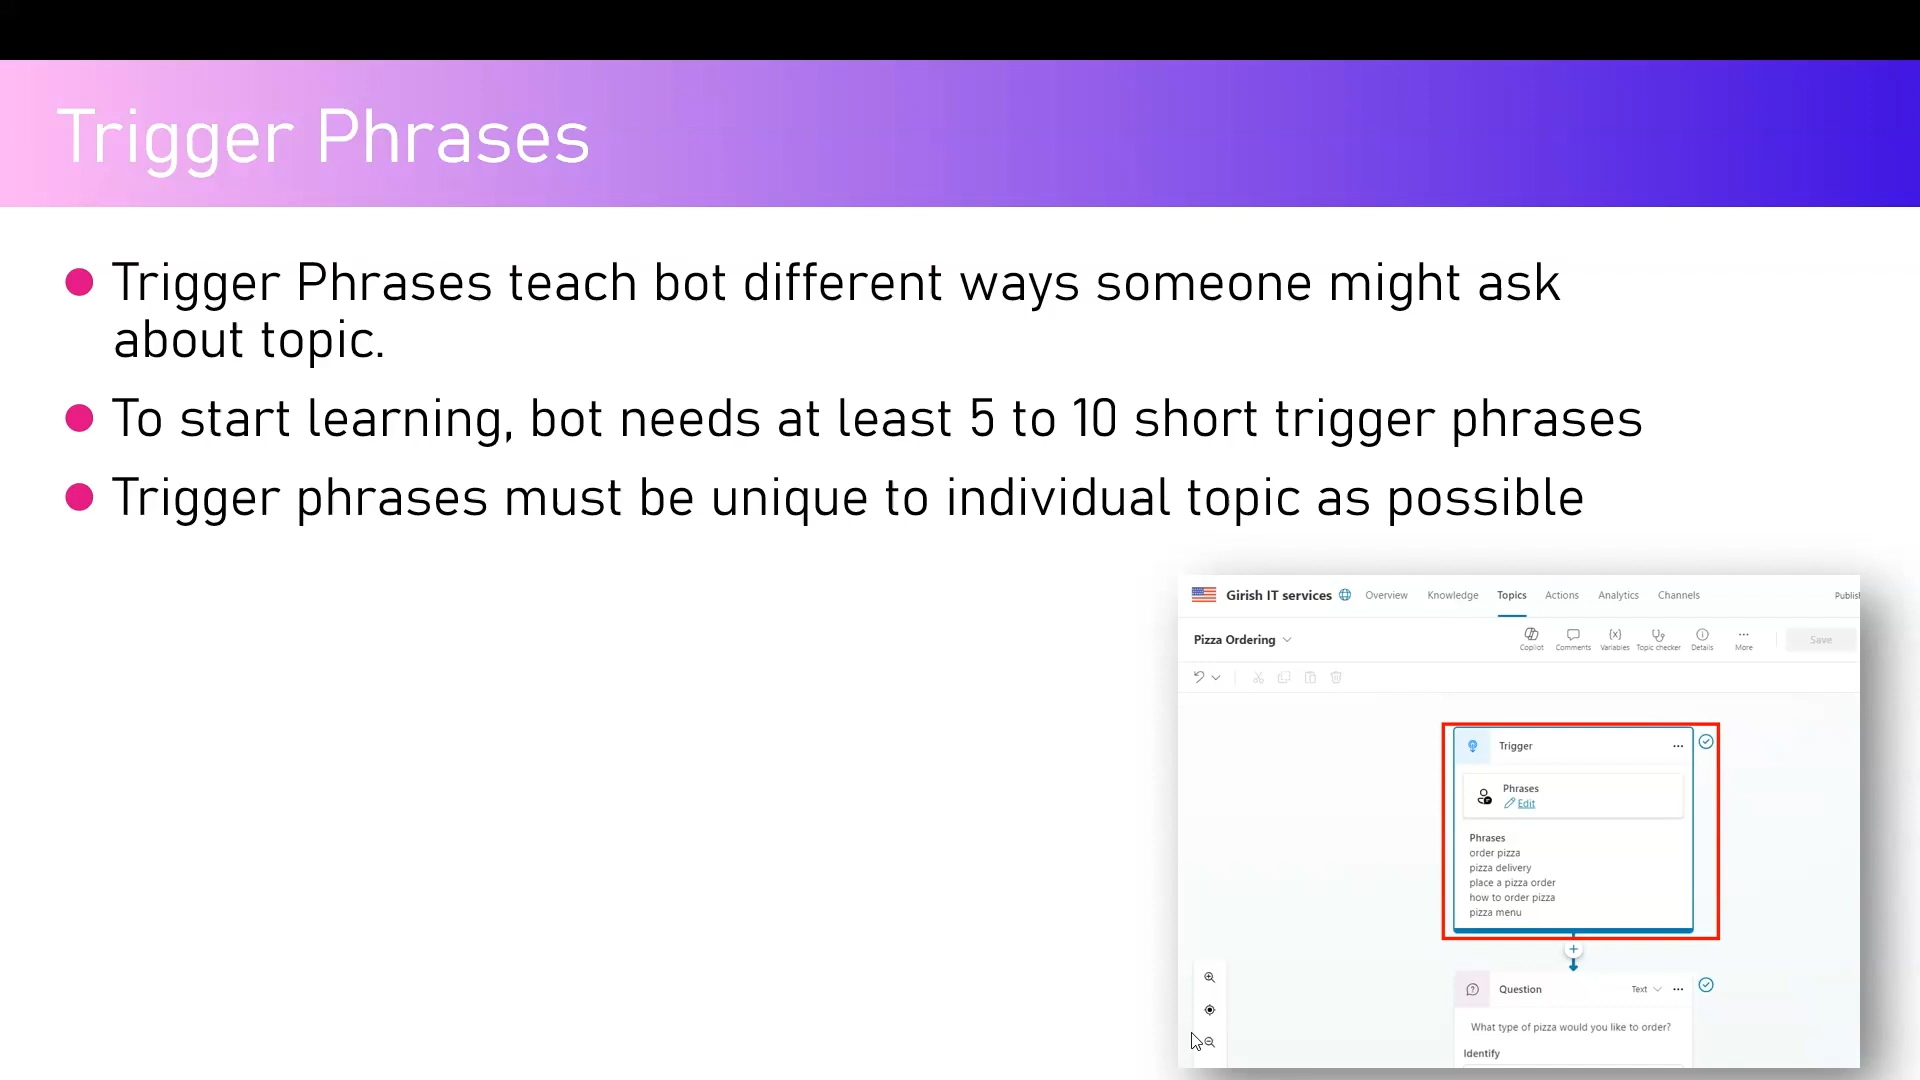 Trigger Phrases
Trigger Phrases teach bot different ways someone might ask
about topic.
To start learning, bot needs at least 5 to 10 short trigger phrases
Trigger phrases must be unique to individual topic as possible
Girish IT services Overview Knowledge Topics Actions Analytics Channels Publis
Pizza Ordering
Copilot Comments Variables Topic checker Details More Save
Trigger
Phrases
Edit
Phrases
order pizza
pizza delivery
place a pizza order
how to order pizza
pizza menu
Question Text
What type of pizza would you like to order?
Identify